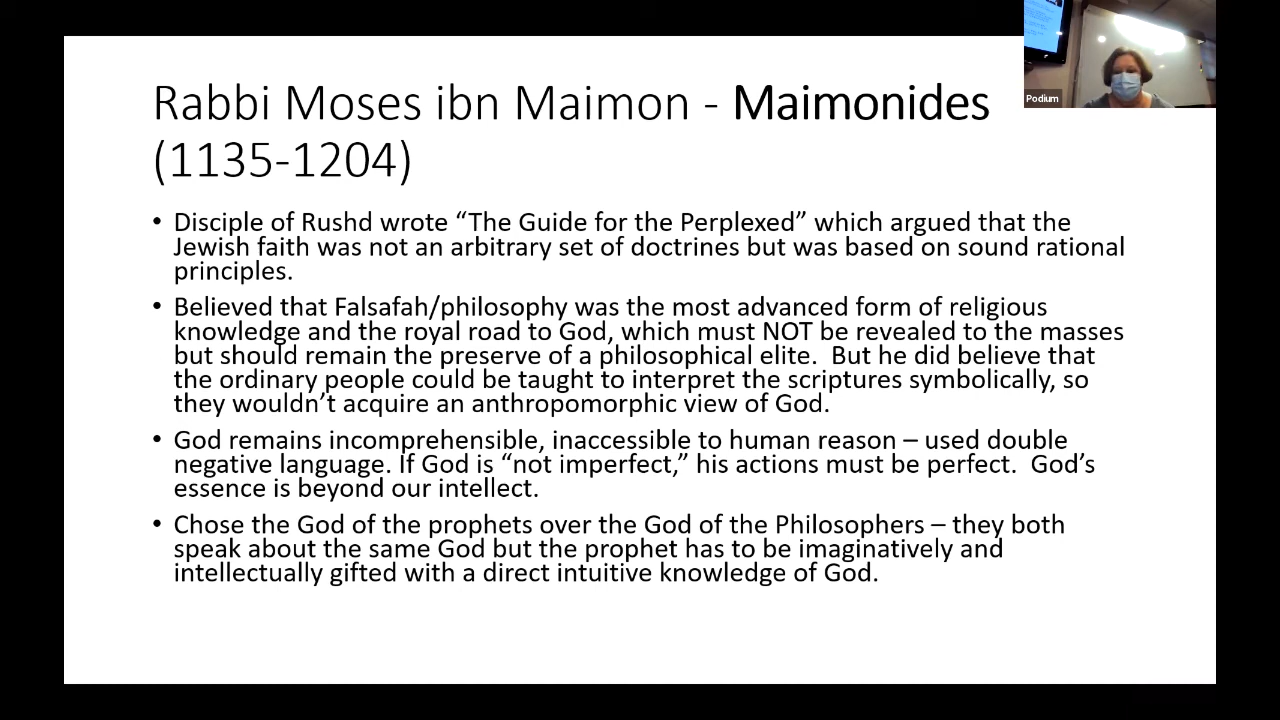 Rabbi Moses ibn Maimon - Maimonides
(1135-1204)
• Disciple of Rushd wrote “The Guide for the Perplexed” which argued that the
Jewish faith was not an arbitrary set of doctrines but was based on sound rational
principles.
• Believed that Falsafah/philosophy was the most advanced form of religious
knowledge and the royal road to God, which must NOT be revealed to the masses
but should remain the preserve of a philosophical elite.  But he did believe that
the ordinary people could be taught to interpret the scriptures symbolically, so
they wouldn’t acquire an anthropomorphic view of God.
• God remains incomprehensible, inaccessible to human reason – used double
negative language. If God is “not imperfect,” his actions must be perfect.  God’s
essence is beyond our intellect.
• Chose the God of the prophets over the God of the Philosophers – they both
speak about the same God but the prophet has to be imaginatively and
intellectually gifted with a direct intuitive knowledge of God.
Podium